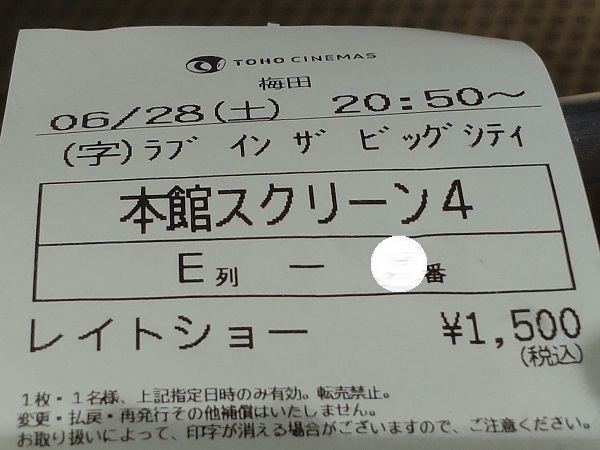 TOHO CINEMAS
梅田
06/28(土) 20:50～
(字)ラブ イン ザ ビッグシティ
本館スクリーン4
E列 － 番
レイトショー ¥1,500
(税込)
1枚・1名様、上記指定日時のみ有効。転売禁止。
変更・払戻・再発行その他補償はいたしません。
お取り扱いによって、印字が消える場合がございますので、ご注意ください。